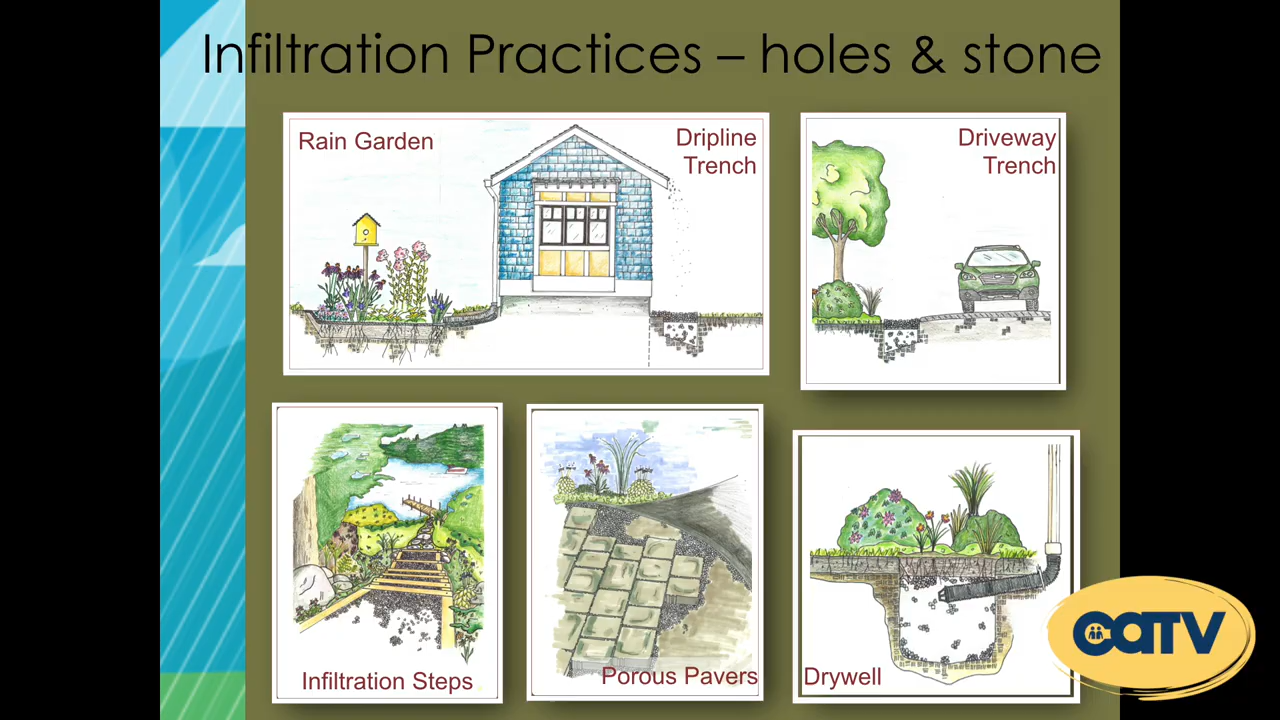 Infiltration Practices – holes & stone
Rain Garden
Dripline
Trench
Driveway
Trench
Infiltration Steps
Porous Pavers
Drywell
CATV